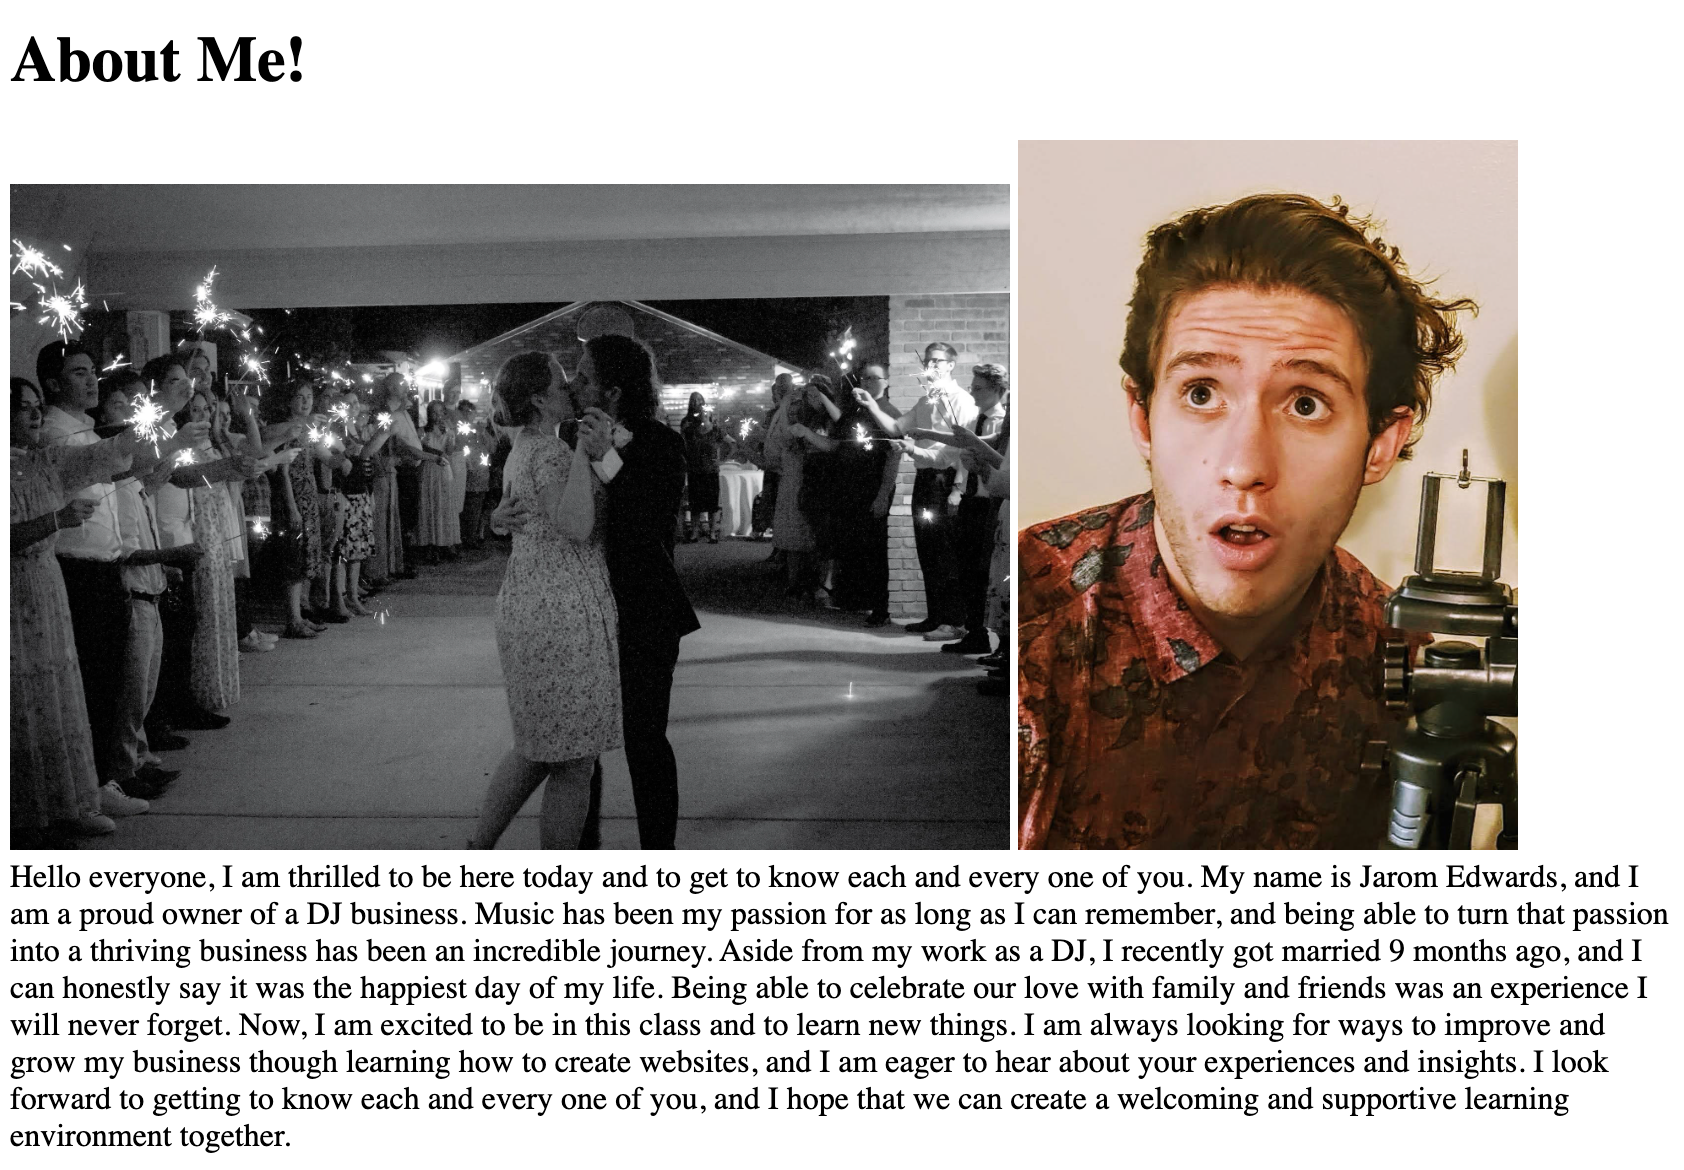 About Me!
Hello everyone, I am thrilled to be here today and to get to know each and every one of you. My name is Jarom Edwards, and I
am a proud owner of a DJ business. Music has been my passion for as long as I can remember, and being able to turn that passion
into a thriving business has been an incredible journey. Aside from my work as a DJ, I recently got married 9 months ago, and I
can honestly say it was the happiest day of my life. Being able to celebrate our love with family and friends was an experience I
will never forget. Now, I am excited to be in this class and to learn new things. I am always looking for ways to improve and
grow my business though learning how to create websites, and I am eager to hear about your experiences and insights. I look
forward to getting to know each and every one of you, and I hope that we can create a welcoming and supportive learning
environment together.